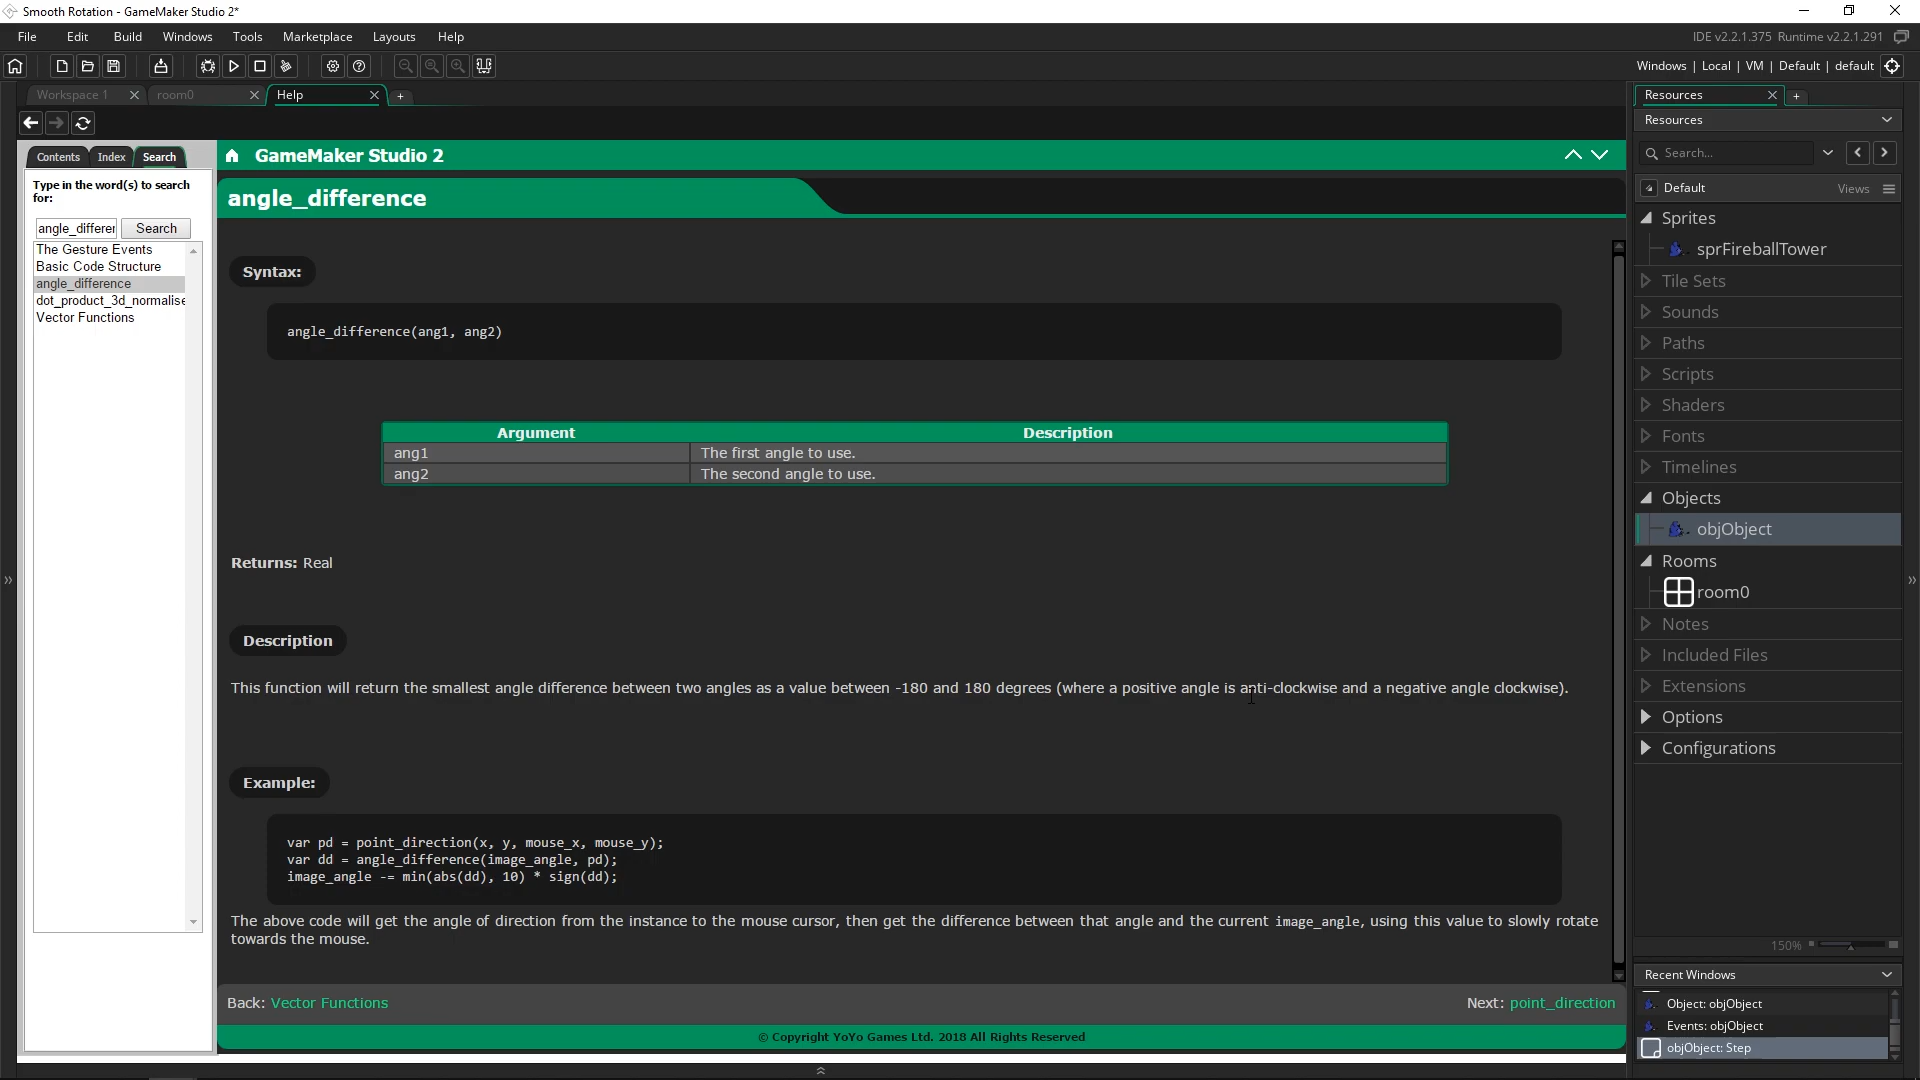 Smooth Rotation - GameMaker Studio 2*
File Edit Build Windows Tools Marketplace Layouts Help
IDE v2.2.1.375 Runtime v2.2.1.291
Windows | Local | VM | Default | default
Workspace 1
room0
Help
Contents Index Search
Type in the word(s) to search
for:
angle_differer
Search
The Gesture Events
Basic Code Structure
angle_difference
dot_product_3d_normalise
Vector Functions
GameMaker Studio 2
angle_difference
Syntax:
angle_difference(ang1, ang2)
Argument Description
ang1 The first angle to use.
ang2 The second angle to use.
Returns: Real
Description
This function will return the smallest angle difference between two angles as a value between -180 and 180 degrees (where a positive angle is anti-clockwise and a negative angle clockwise).
Example:
var pd = point_direction(x, y, mouse_x, mouse_y);
var dd = angle_difference(image_angle, pd);
image_angle -= min(abs(dd), 10) * sign(dd);
The above code will get the angle of direction from the instance to the mouse cursor, then get the difference between that angle and the current image_angle, using this value to slowly rotate
towards the mouse.
Back: Vector Functions
Next: point_direction
© Copyright YoYo Games Ltd. 2018 All Rights Reserved
Resources
Resources
Search...
Default
Views
Sprites
sprFireballTower
Tile Sets
Sounds
Paths
Scripts
Shaders
Fonts
Timelines
Objects
objObject
Rooms
room0
Notes
Included Files
Extensions
Options
Configurations
150%
Recent Windows
Object: objObject
Events: objObject
objObject: Step